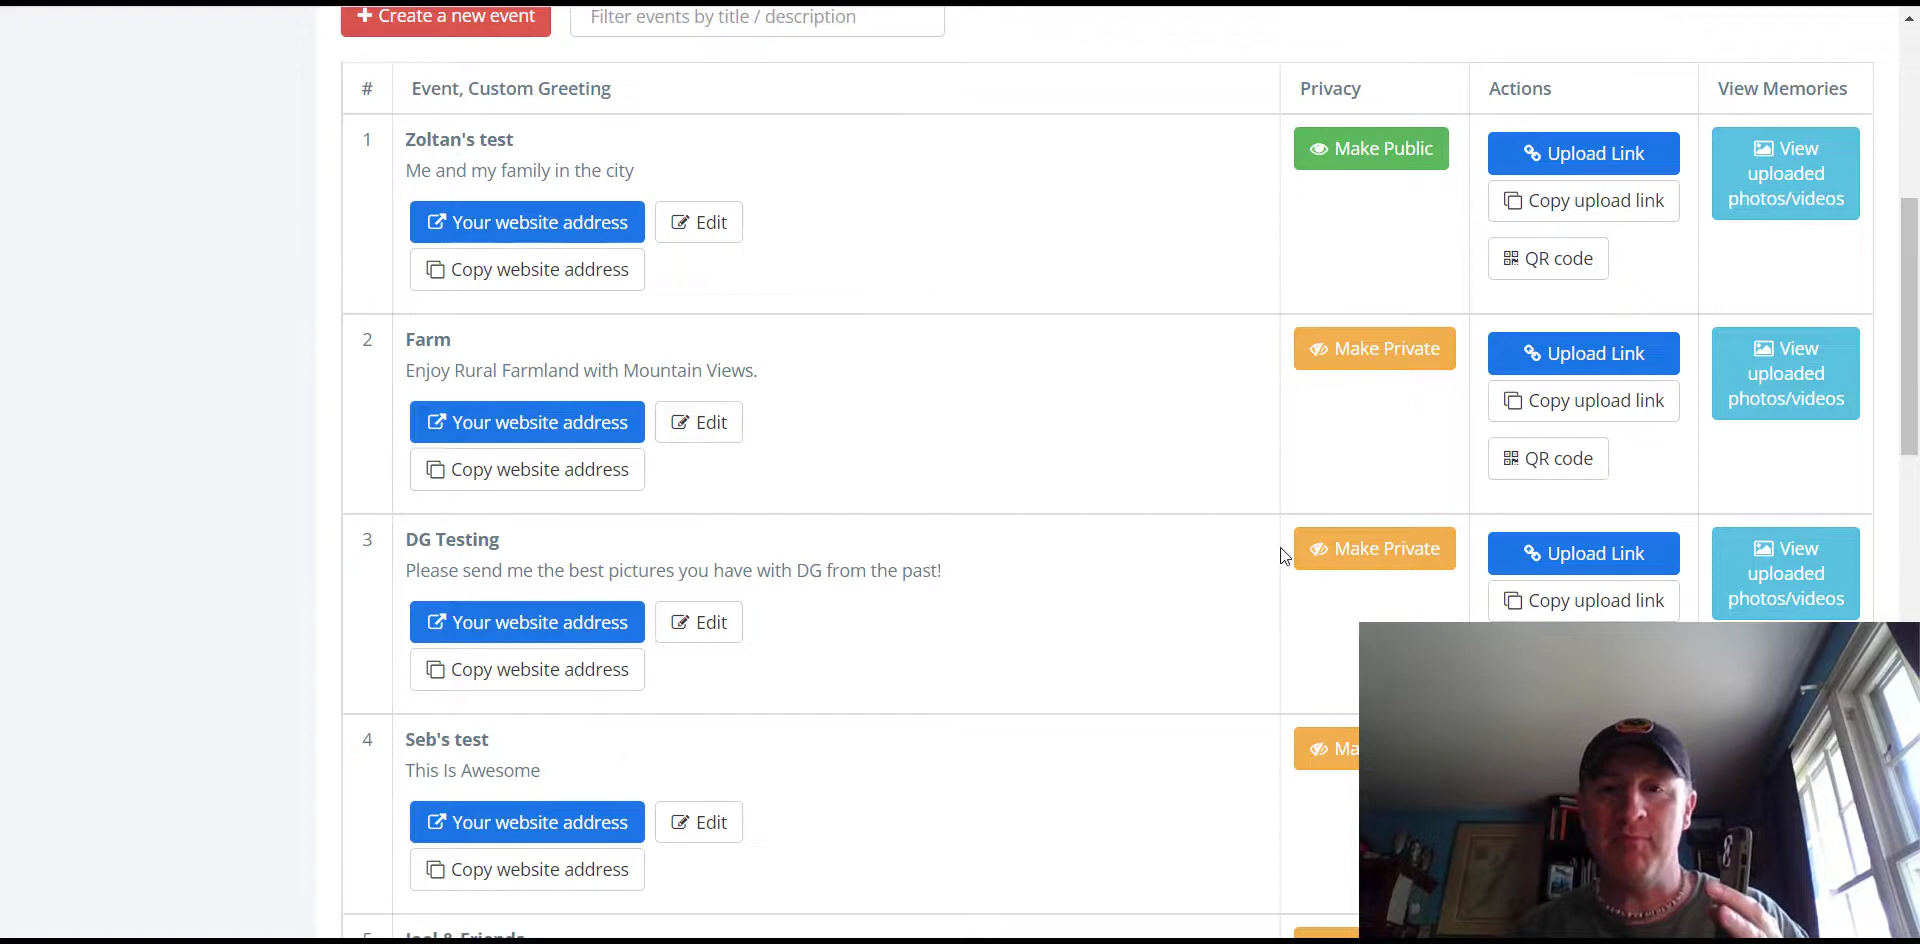 Create a new event
Filter events by title / description
# Event, Custom Greeting Privacy Actions View Memories
1 Zoltan's test
Me and my family in the city
Your website address Edit
Copy website address
Make Public
Upload Link
Copy upload link
QR code
View
uploaded
photos/videos
2 Farm
Enjoy Rural Farmland with Mountain Views.
Your website address Edit
Copy website address
Make Private
Upload Link
Copy upload link
QR code
View
uploaded
photos/videos
3 DG Testing
Please send me the best pictures you have with DG from the past!
Your website address Edit
Copy website address
Make Private
Upload Link
Copy upload link
View
uploaded
photos/videos
4 Seb's test
This Is Awesome
Your website address Edit
Copy website address
Ma